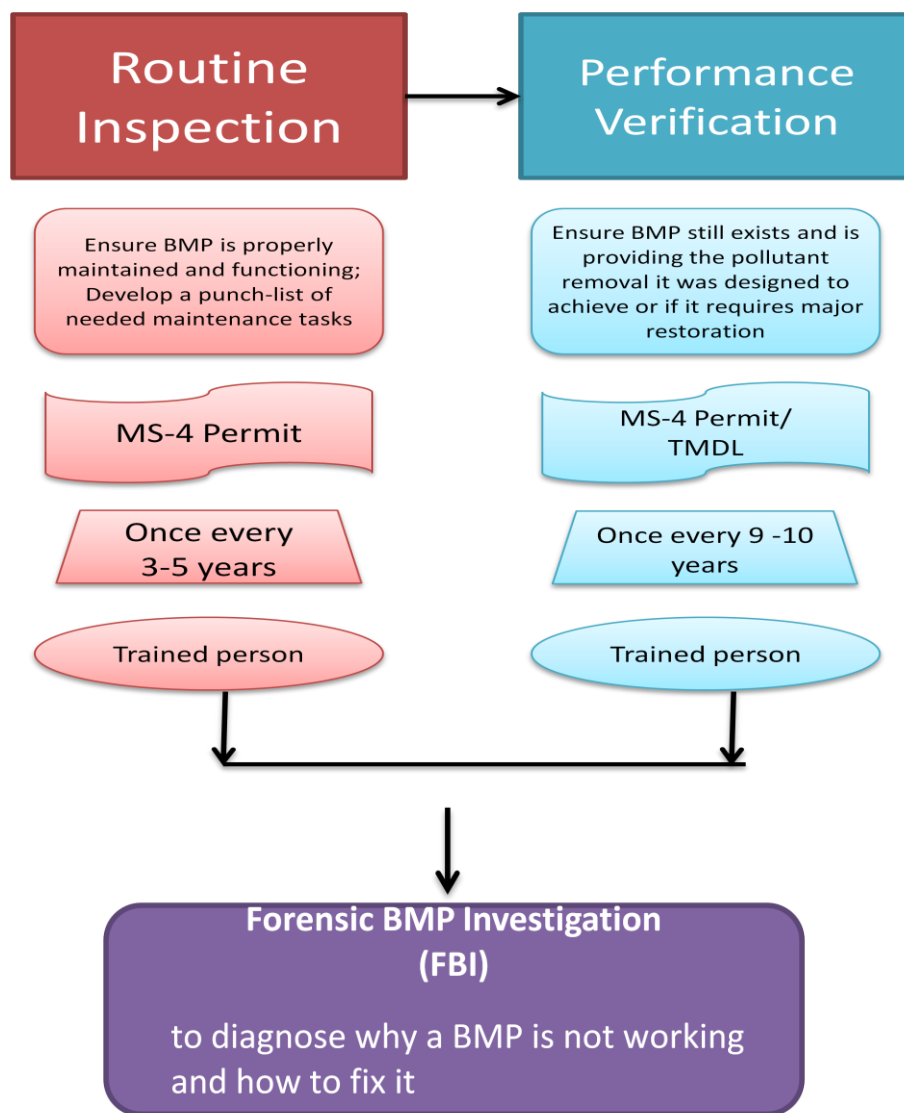 Routine
Inspection
Performance
Verification
Ensure BMP is properly
maintained and functioning;
Develop a punch-list of
needed maintenance tasks
Ensure BMP still exists and is
providing the pollutant
removal it was designed to
achieve or if it requires major
restoration
MS-4 Permit
MS-4 Permit/
TMDL
Once every
3-5 years
Once every 9 -10
years
Trained person
Trained person
Forensic BMP Investigation
(FBI)
to diagnose why a BMP is not working
and how to fix it